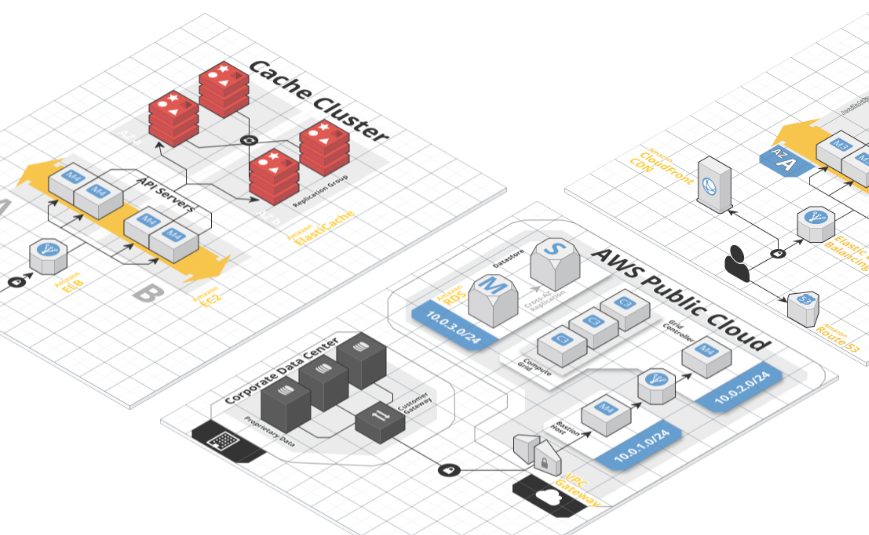 Cache Cluster
Replication Group
Amazon
ElastiCache
API Servers
M4
M4
M4
M4
A
B
Amazon
ELB
Amazon
EC2
Corporate Data Center
Proprietary Data
Customer
Gateway
AWS Public Cloud
Datastore
S
M
Amazon
RDS
Cross-AZ
Replication
10.0.3.0/24
C3
C3
C3
Compute
Grid
Grid
Controller
M4
10.0.2.0/24
M4
Bastion
Host
10.0.1.0/24
VPC
Gateway
Amazon
CloudFront
CDN
AZ
A
M3
Elastic
Balancing
53
Amazon
Route 53